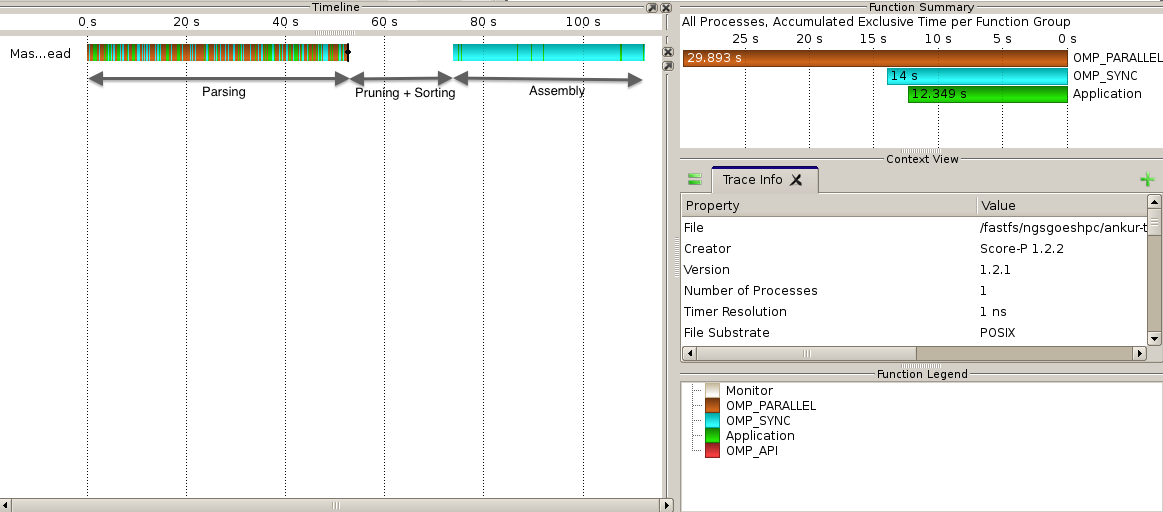 Timeline
0 s 20 s 40 s 60 s 80 s 100 s
Mas...ead
Parsing
Pruning + Sorting
Assembly
Function Summary
All Processes, Accumulated Exclusive Time per Function Group
25 s 20 s 15 s 10 s 5 s 0 s
29.893 s OMP_PARALLEL
14 s OMP_SYNC
12.349 s Application
Context View
Trace Info
Property Value
File /fastfs/ngsgoeshpc/ankur-t
Creator Score-P 1.2.2
Version 1.2.1
Number of Processes 1
Timer Resolution 1 ns
File Substrate POSIX
Function Legend
Monitor
OMP_PARALLEL
OMP_SYNC
Application
OMP_API